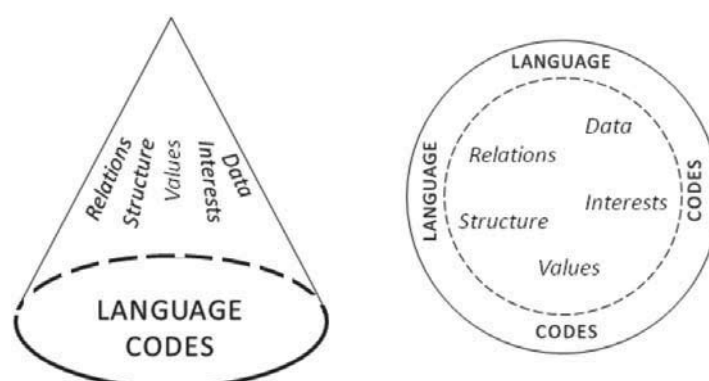 Relations
Structure
Values
Interests
Data
LANGUAGE
CODES
LANGUAGE
LANGUAGE
Data
Relations
Interests
Structure
Values
CODES
CODES